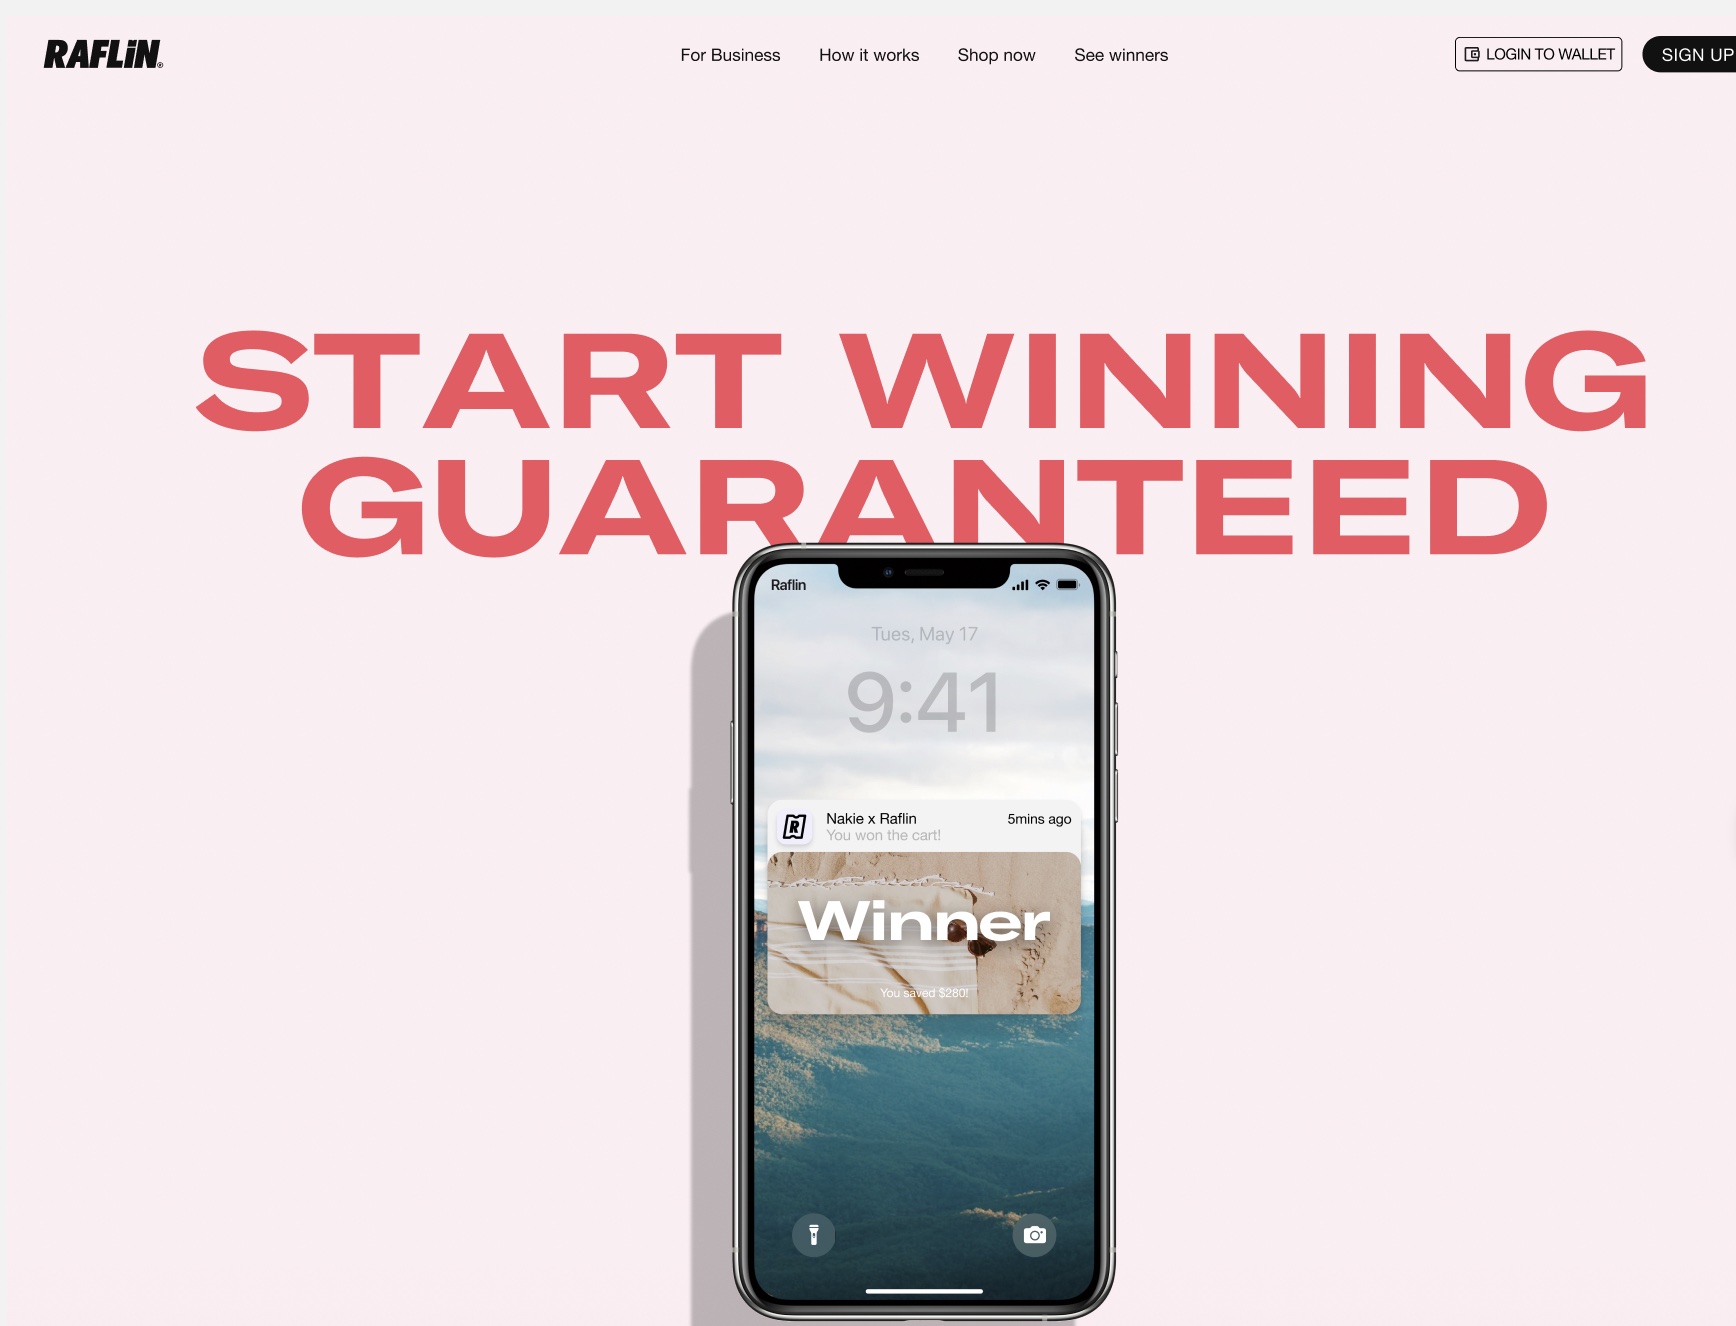 RAFLiN®
For Business
How it works
Shop now
See winners
LOGIN TO WALLET
SIGN UP
START WINNING
GUARANTEED
Raflin
Tues, May 17
9:41
Nakie x Raflin
5mins ago
You won the cart!
R
Winner
You saved $280!